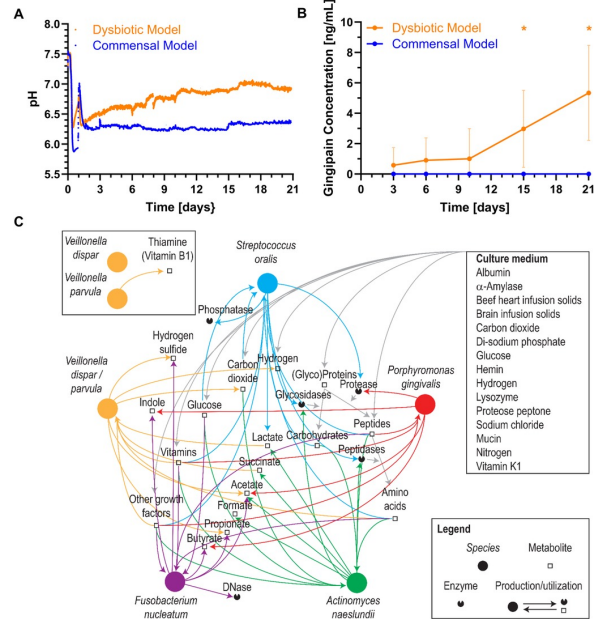 A
Dysbiotic Model
Commensal Model
8.0
7.5
7.0
6.5
6.0
5.5
pH
0 3 6 9 12 15 18 21
Time [days}
B
Dysbiotic Model
Commensal Model
* *
10
8
6
4
2
0
Gingipain Concentration [ng/mL]
0 3 6 9 12 15 18 21
Time [days]
C
Veillonella
dispar
Veillonella
parvula
Thiamine
(Vitamin B1)
Streptococcus
oralis
Phosphatase
Hydrogen
sulfide
Veillonella
dispar /
parvula
Carbon
dioxide
Hydrogen
(Glyco)Proteins
Protease
Porphyromonas
gingivalis
Indole
Glucose
Glycosidases
Peptides
Lactate
Carbohydrates
Peptidases
Vitamins
Succinate
Acetate
Amino
acids
Other growth
factors
Formate
Propionate
Butyrate
DNase
Fusobacterium
nucleatum
Actinomyces
naeslundii
Culture medium
Albumin
α-Amylase
Beef heart infusion solids
Brain infusion solids
Carbon dioxide
Di-sodium phosphate
Glucose
Hemin
Hydrogen
Lysozyme
Proteose peptone
Sodium chloride
Mucin
Nitrogen
Vitamin K1
Legend
Species
Metabolite
Enzyme
Production/utilization